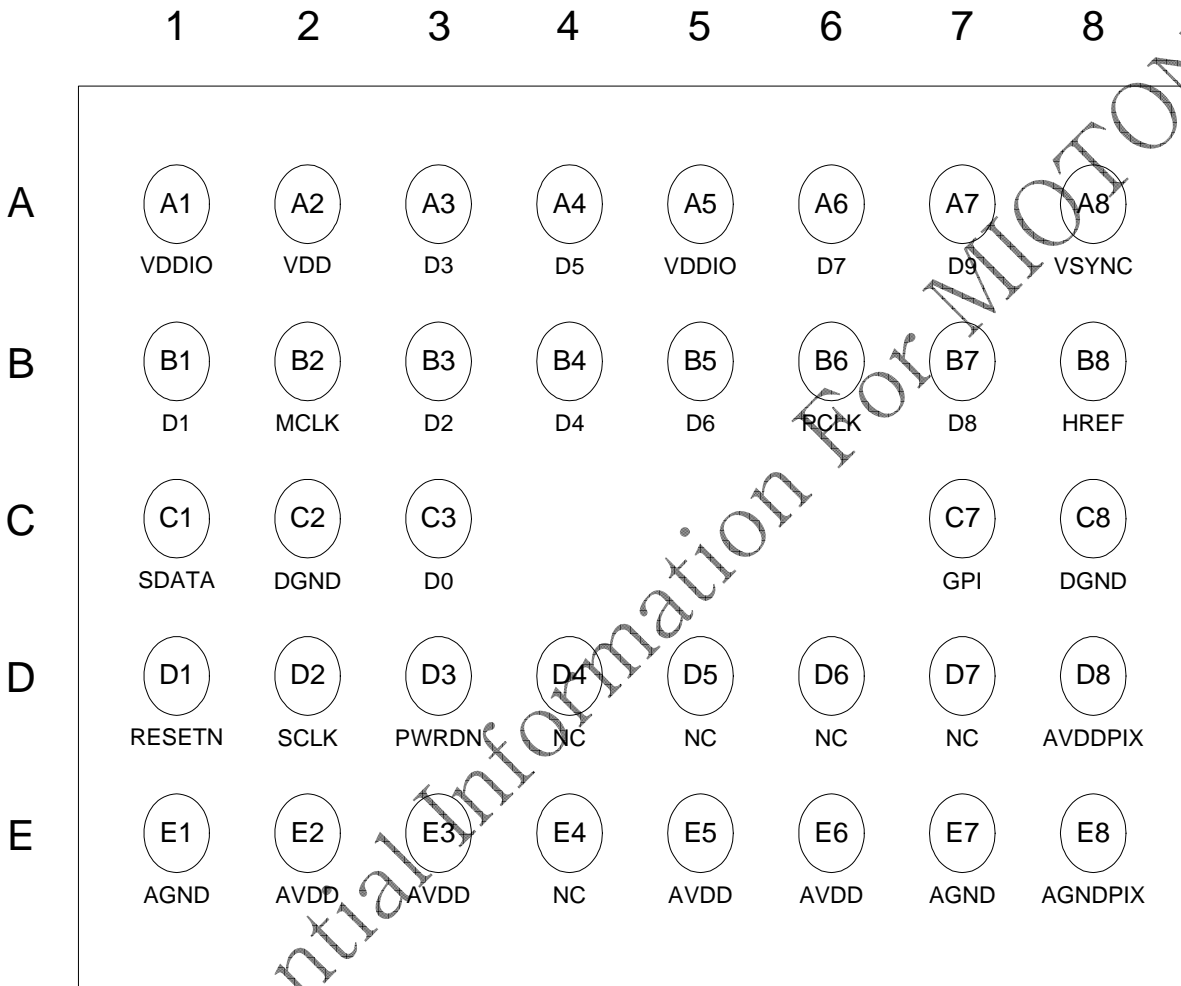 1 2 3 4 5 6 7 8
A A1 A2 A3 A4 A5 A6 A7 A8
VDDIO VDD D3 D5 VDDIO D7 D9 VSYNC
B B1 B2 B3 B4 B5 B6 B7 B8
D1 MCLK D2 D4 D6 PCLK D8 HREF
C C1 C2 C3 C7 C8
SDATA DGND D0 GPI DGND
D D1 D2 D3 D4 D5 D6 D7 D8
RESETN SCLK PWRDN NC NC NC NC AVDDPIX
E E1 E2 E3 E4 E5 E6 E7 E8
AGND AVDD AVDD NC AVDD AVDD AGND AGNDPIX
ntial Information For MIOTO